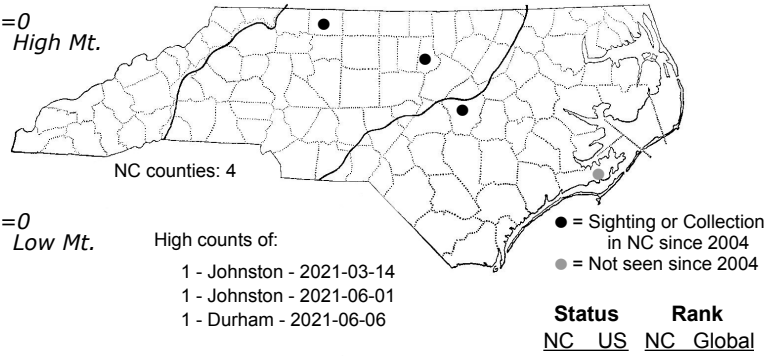 =0
High Mt.
NC counties: 4
=0
Low Mt.
High counts of:
1 - Johnston - 2021-03-14
1 - Johnston - 2021-06-01
1 - Durham - 2021-06-06
= Sighting or Collection
in NC since 2004
= Not seen since 2004
Status Rank
NC US NC Global